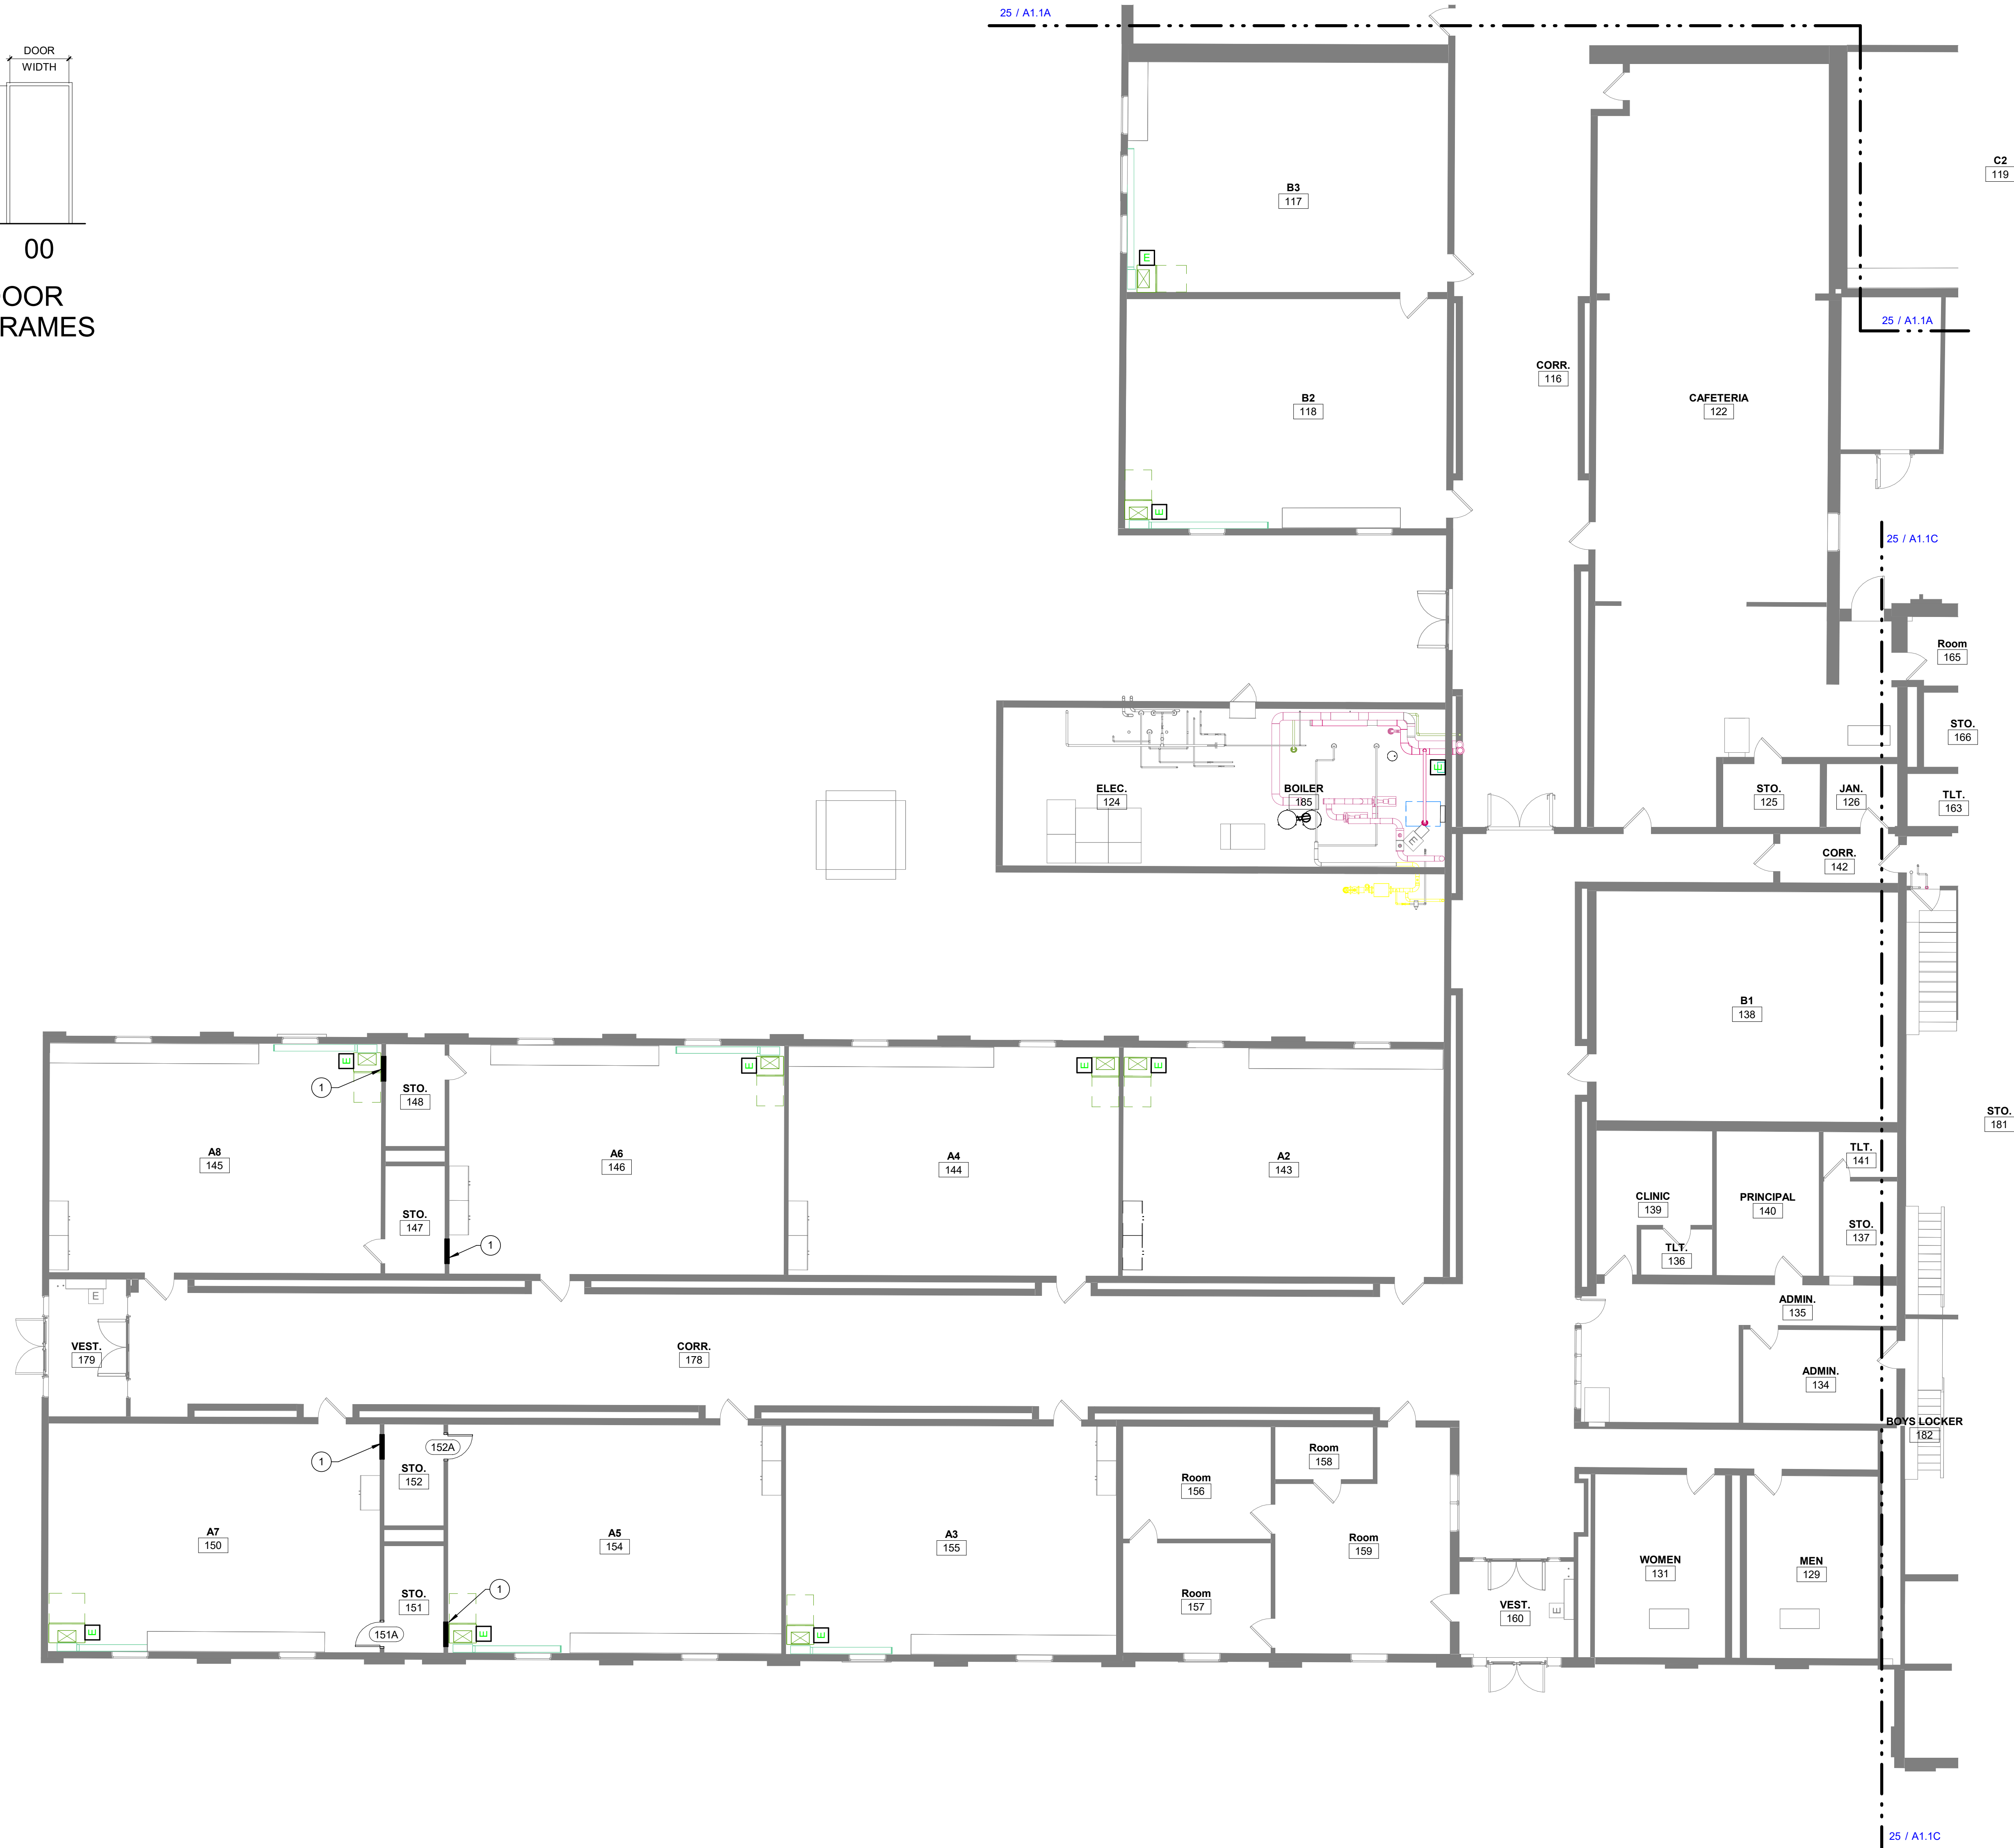 25 / A1.1A
DOOR
WIDTH
00
OOR
RAMES
C2
119
B3
117
E
25 / A1.1A
CORR.
116
CAFETERIA
122
B2
118
E
25 / A1.1C
Room
165
STO.
166
ELEC.
124
BOILER
185
E
E
STO.
125
JAN.
126
TLT.
163
CORR.
142
B1
138
E
E
E
E
1
STO.
148
STO.
181
A8
145
A6
146
A4
144
A2
143
TLT.
141
CLINIC
139
PRINCIPAL
140
STO.
147
STO.
137
1
TLT.
136
E
ADMIN.
135
VEST.
179
CORR.
178
ADMIN.
134
BOYS LOCKER
182
152A
1
STO.
152
Room
158
Room
156
A7
150
A5
154
A3
155
Room
159
WOMEN
131
MEN
129
1
STO.
151
Room
157
VEST.
160
E
E
151A
E
E
25 / A1.1C